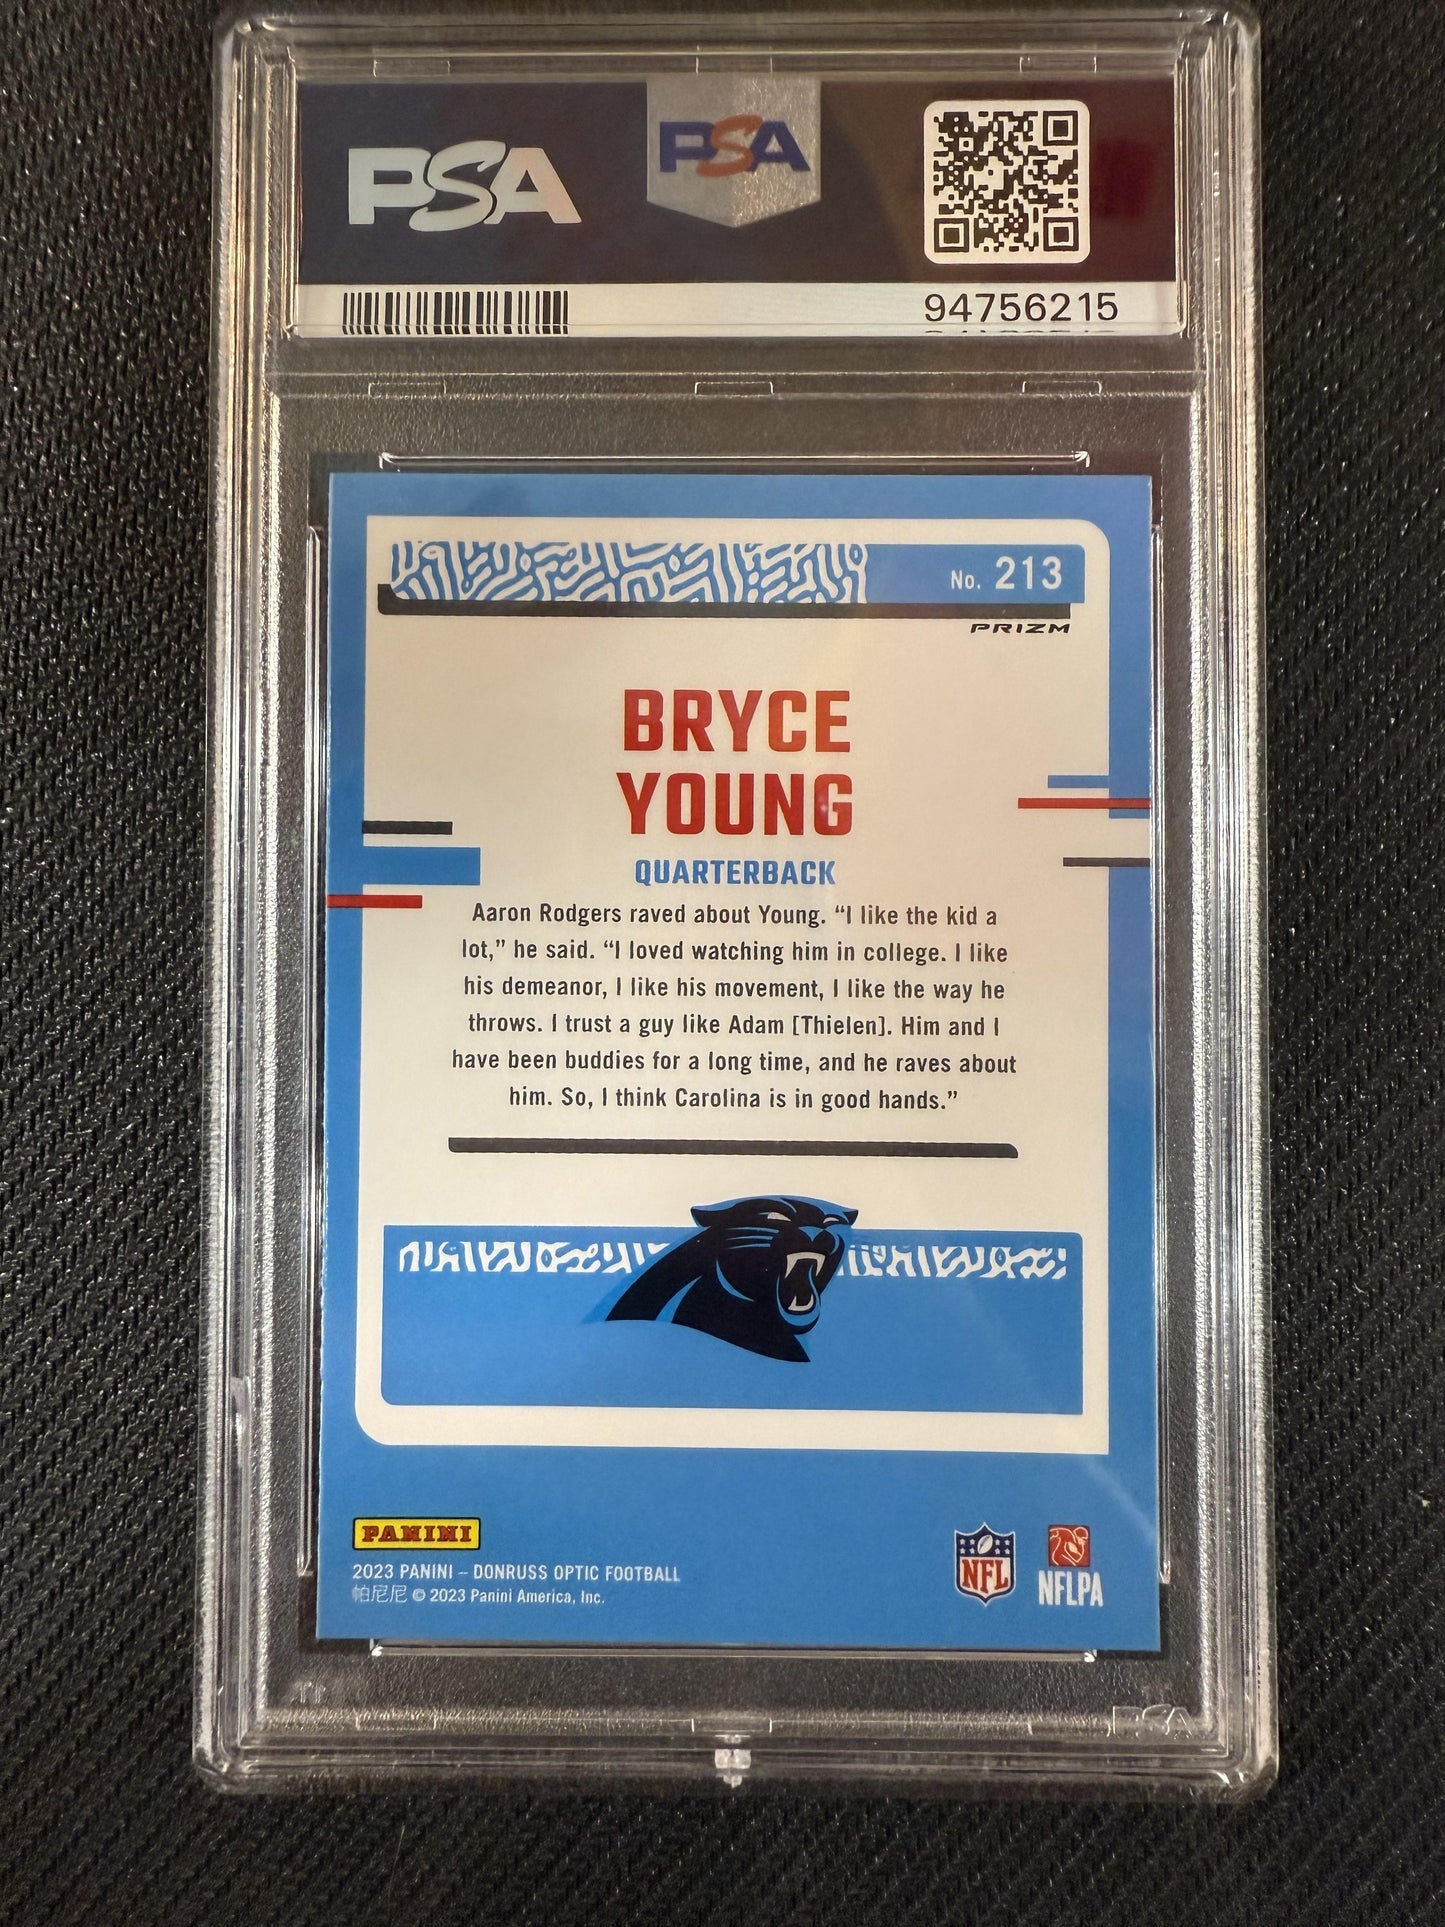 PSA
PSA
94756215
No. 213
PRIZM
BRYCE
YOUNG
QUARTERBACK
Aaron Rodgers raved about Young. “I like the kid a
lot,” he said. “I loved watching him in college. I like
his demeanor, I like his movement, I like the way he
throws. I trust a guy like Adam [Thielen]. Him and I
have been buddies for a long time, and he raves about
him. So, I think Carolina is in good hands.”
PANINI
2023 PANINI – DONRUSS OPTIC FOOTBALL
帕尼尼 © 2023 Panini America, Inc.
NFL
NFLPA
PSA